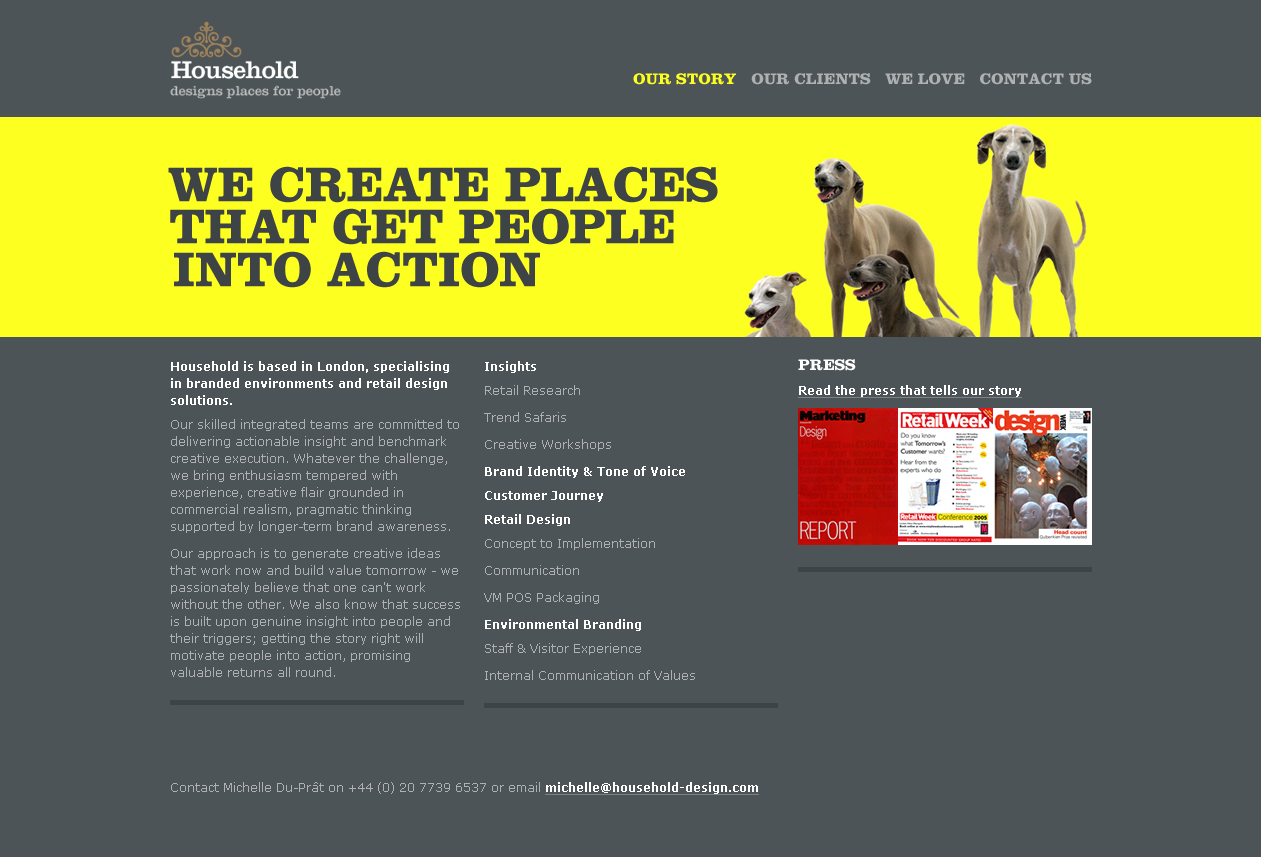 Household
designs places for people
OUR STORY OUR CLIENTS WE LOVE CONTACT US
WE CREATE PLACES
THAT GET PEOPLE
INTO ACTION
Household is based in London, specialising
in branded environments and retail design
solutions.
Our skilled integrated teams are committed to
delivering actionable insight and benchmark
creative execution. Whatever the challenge,
we bring enthusiasm tempered with
experience, creative flair grounded in
commercial realism, pragmatic thinking
supported by longer-term brand awareness.
Our approach is to generate creative ideas
that work now and build value tomorrow - we
passionately believe that one can't work
without the other. We also know that success
is built upon genuine insight into people and
their triggers; getting the story right will
motivate people into action, promising
valuable returns all round.
Insights
Retail Research
Trend Safaris
Creative Workshops
Brand Identity & Tone of Voice
Customer Journey
Retail Design
Concept to Implementation
Communication
VM POS Packaging
Environmental Branding
Staff & Visitor Experience
Internal Communication of Values
PRESS
Read the press that tells our story
Marketing
Design
REPORT
Retail Week
Do you know
what Tomorrow's
Customer wants?
Hear from the
experts who do
Retail Week Conference 2005
design
WEEK
Head count
Gulbenkian Prize revisited
Contact Michelle Du-Prât on +44 (0) 20 7739 6537 or email michelle@household-design.com